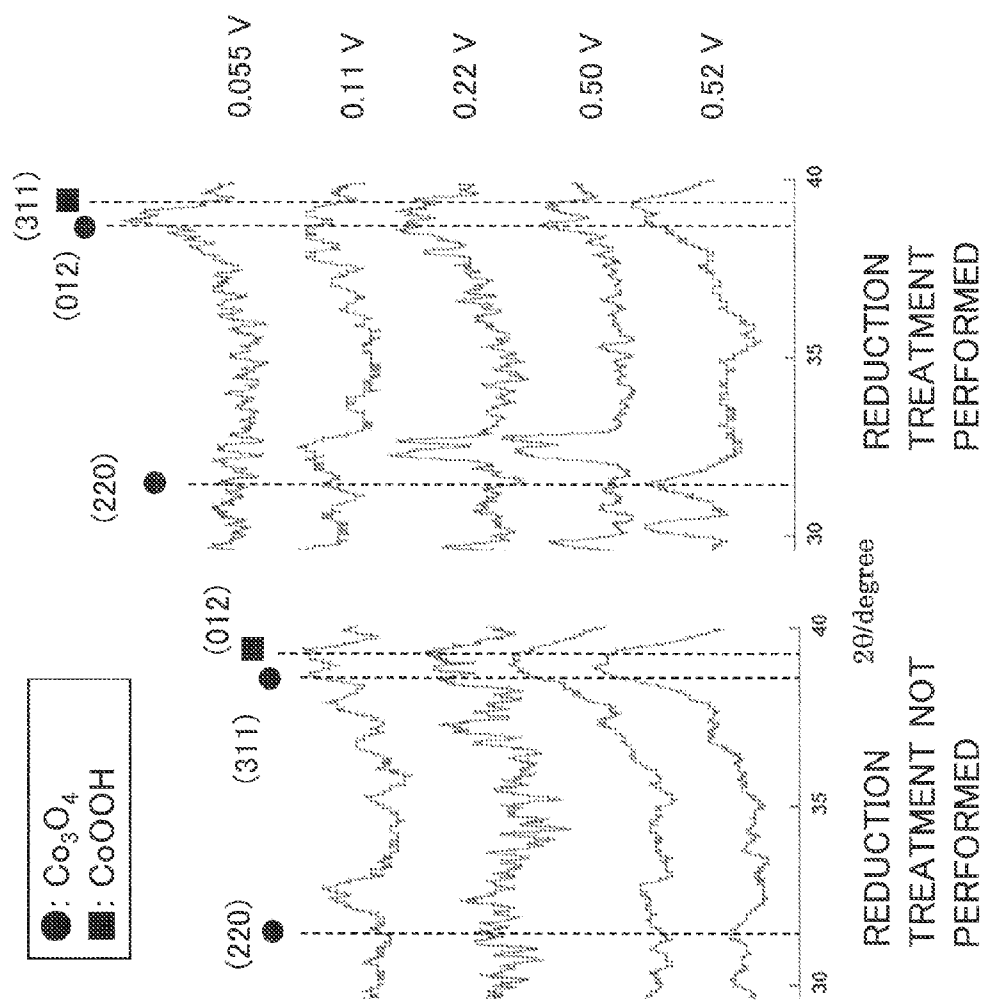 ●: Co₃O₄
■: CoOOH
(220)
(311)
(012)
30
35
40
REDUCTION
TREATMENT NOT
PERFORMED
2θ/degree
(220)
(012)
(311)
0.055 V
0.11 V
0.22 V
0.50 V
0.52 V
30
35
40
REDUCTION
TREATMENT
PERFORMED